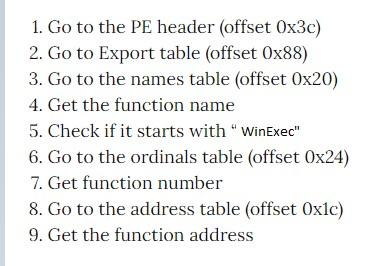 1. Go to the PE header (offset 0x3c)
2. Go to Export table (offset 0x88)
3. Go to the names table (offset 0x20)
4. Get the function name
5. Check if it starts with “ WinExec"
6. Go to the ordinals table (offset 0x24)
7. Get function number
8. Go to the address table (offset 0x1c)
9. Get the function address